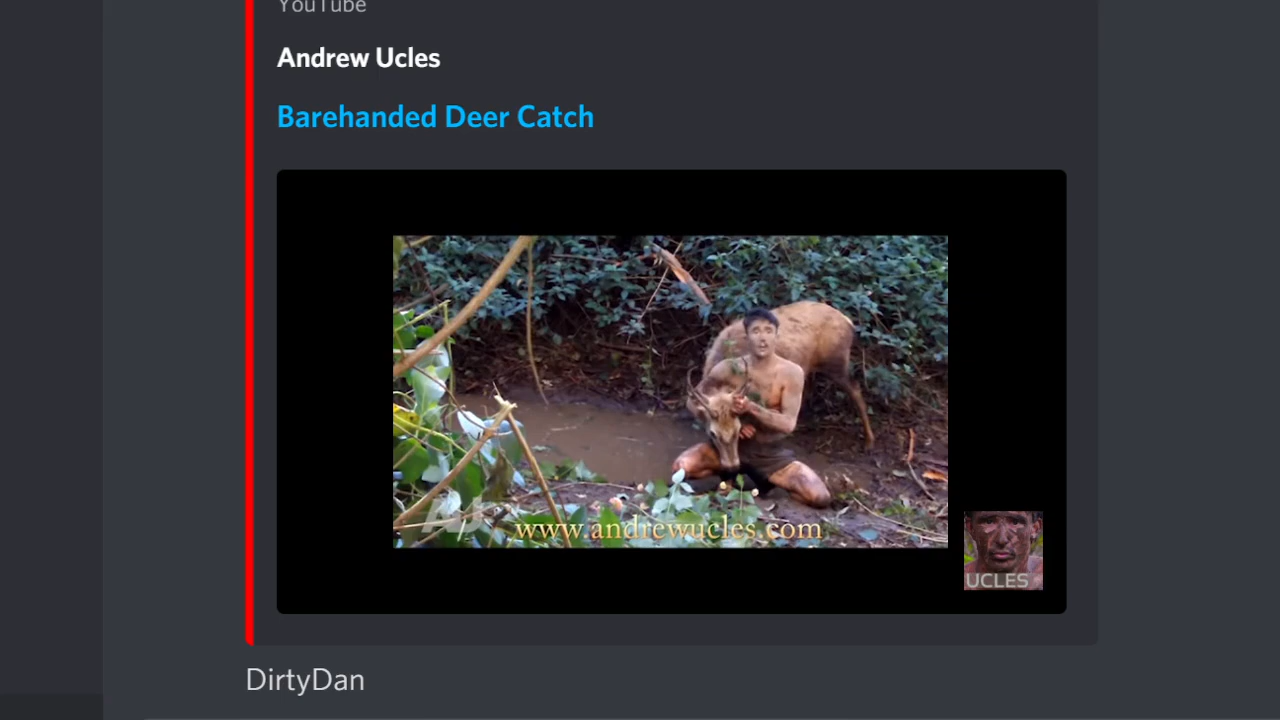 YouTube
Andrew Ucles
Barehanded Deer Catch
www.andrewucles.com
UCLES
DirtyDan